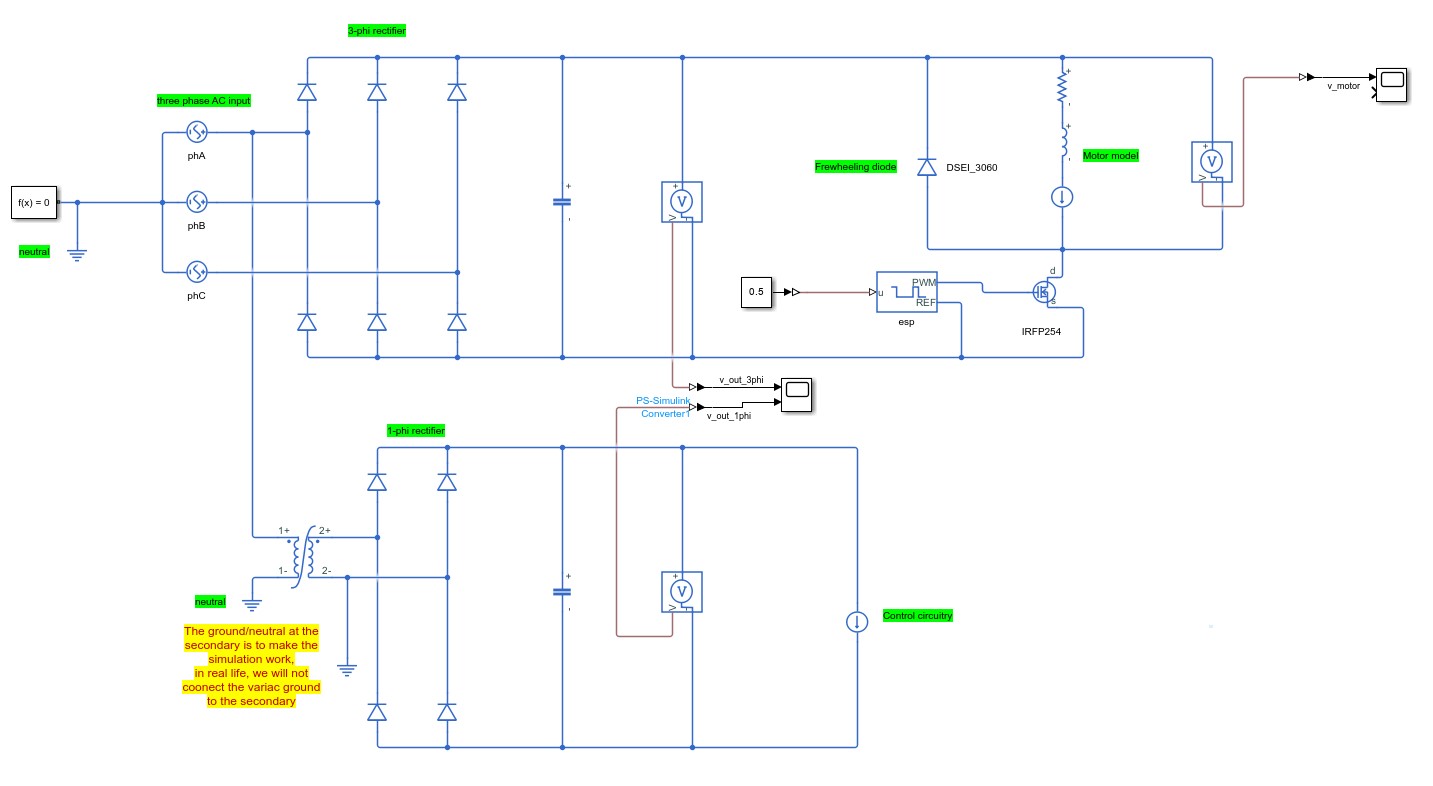 3-phi rectifier
three phase AC input
phA
phB
phC
f(x) = 0
neutral
+
-
+
V
V
-
Frewheeling diode
DSEI_3060
+
-
+
-
Motor model
+
V
V
-
v_motor
0.5
u
PWM
REF
esp
d
s
IRFP254
v_out_3phi
PS-Simulink
Converter1
v_out_1phi
1-phi rectifier
1+
2+
1-
2-
neutral
The ground/neutral at the
secondary is to make the
simulation work,
in real life, we will not
coonect the variac ground
to the secondary
+
-
+
V
V
-
Control circuitry